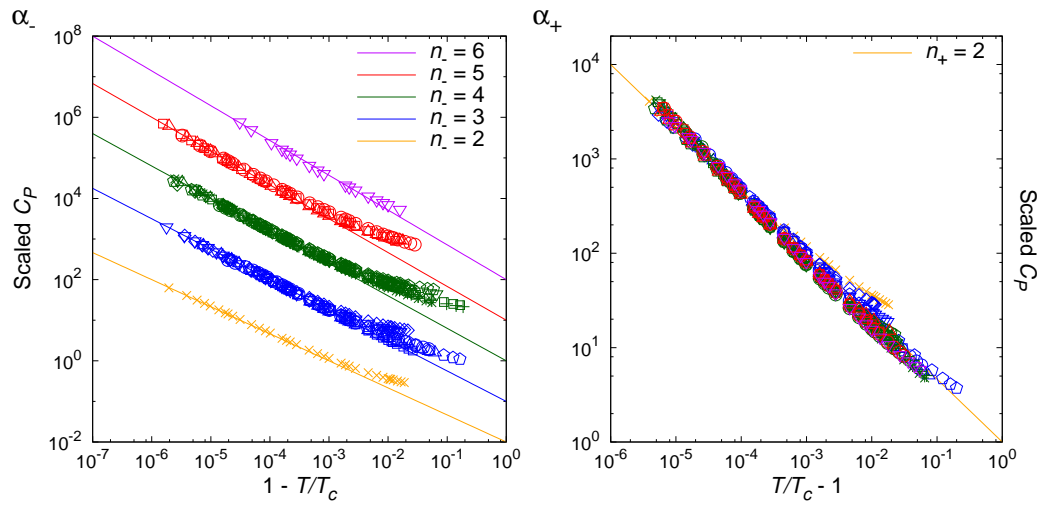 α₋
10⁸
10⁶
10⁴
10²
10⁰
10⁻²
Scaled C_P
n₋ = 6
n₋ = 5
n₋ = 4
n₋ = 3
n₋ = 2
10⁻⁷ 10⁻⁶ 10⁻⁵ 10⁻⁴ 10⁻³ 10⁻² 10⁻¹ 10⁰
1 - T/T_c
α₊
10⁴
10³
10²
10¹
10⁰
n₊ = 2
Scaled C_P
10⁻⁶ 10⁻⁵ 10⁻⁴ 10⁻³ 10⁻² 10⁻¹ 10⁰
T/T_c - 1